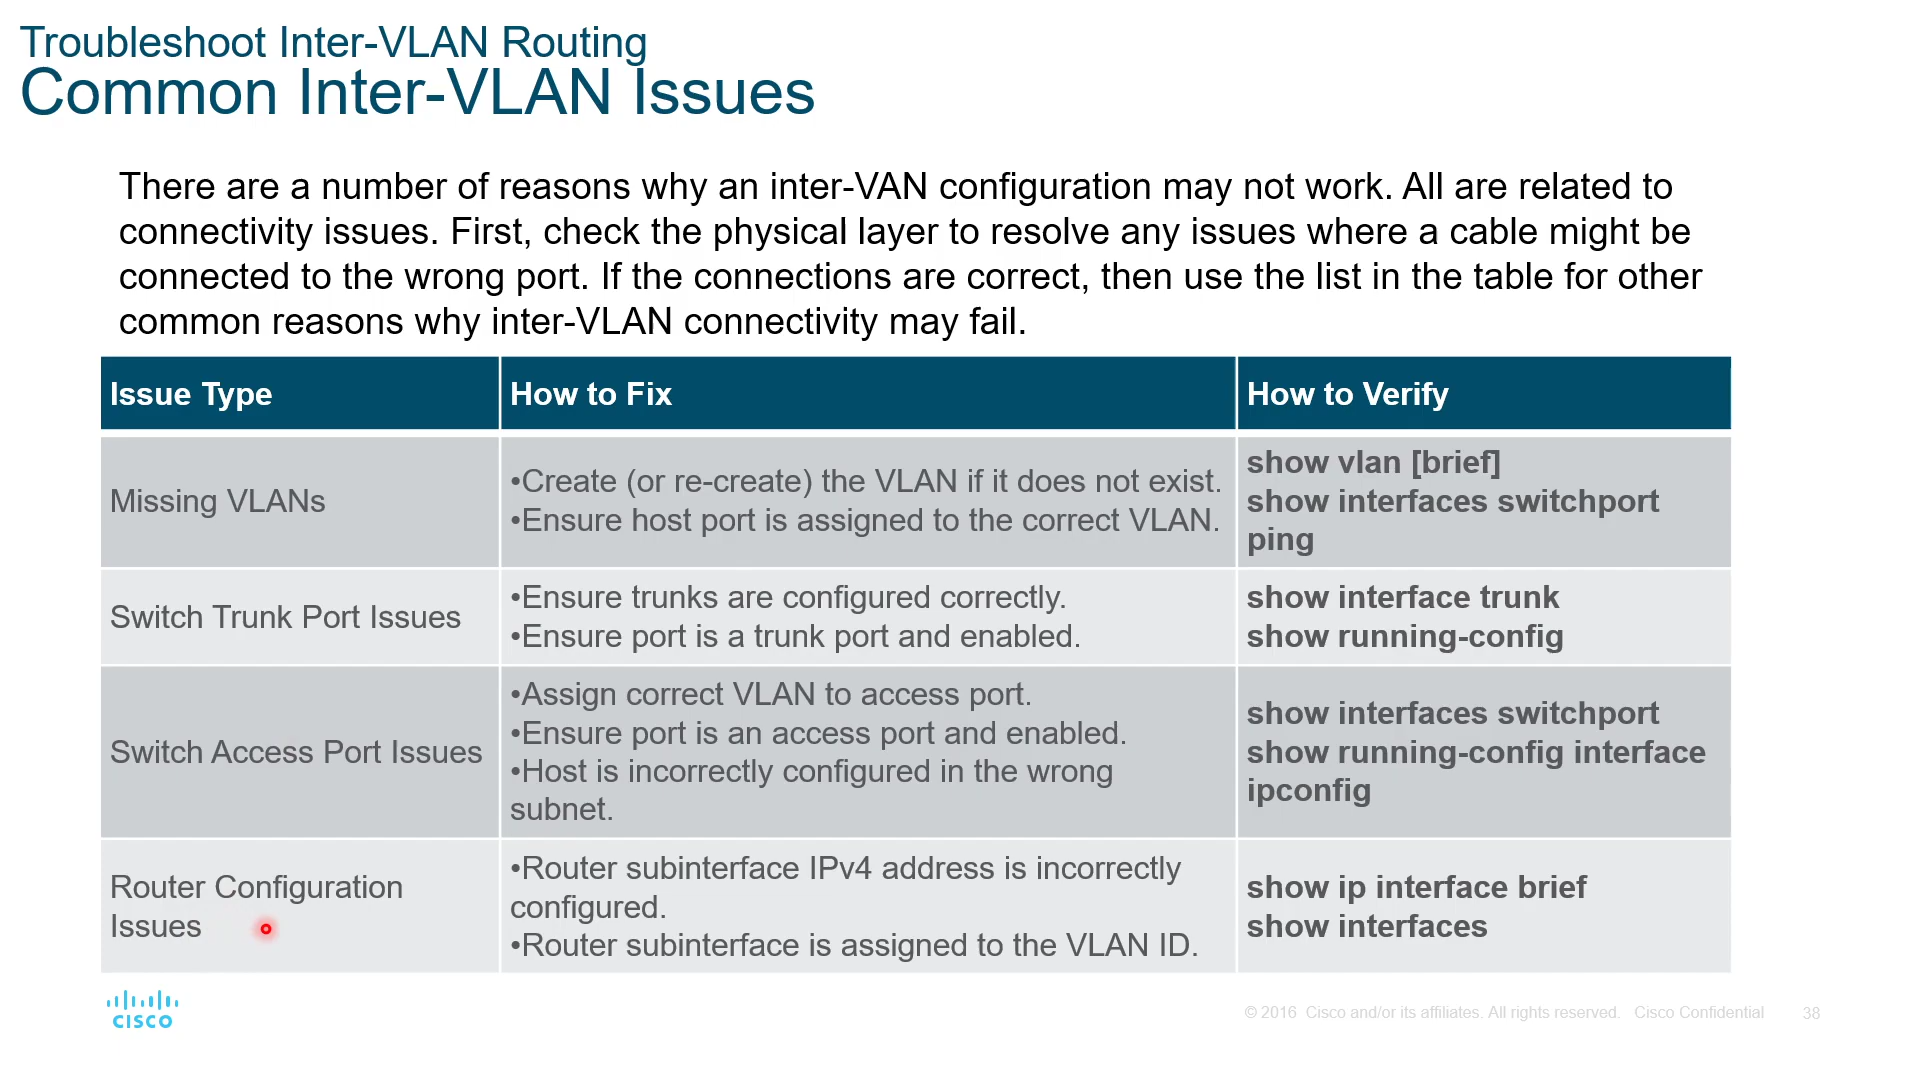 Troubleshoot Inter-VLAN Routing
Common Inter-VLAN Issues
There are a number of reasons why an inter-VAN configuration may not work. All are related to
connectivity issues. First, check the physical layer to resolve any issues where a cable might be
connected to the wrong port. If the connections are correct, then use the list in the table for other
common reasons why inter-VLAN connectivity may fail.
Issue Type
How to Fix
How to Verify
Missing VLANs
•Create (or re-create) the VLAN if it does not exist.
•Ensure host port is assigned to the correct VLAN.
show vlan [brief]
show interfaces switchport
ping
Switch Trunk Port Issues
•Ensure trunks are configured correctly.
•Ensure port is a trunk port and enabled.
show interface trunk
show running-config
Switch Access Port Issues
•Assign correct VLAN to access port.
•Ensure port is an access port and enabled.
•Host is incorrectly configured in the wrong
subnet.
show interfaces switchport
show running-config interface
ipconfig
Router Configuration
Issues
•Router subinterface IPv4 address is incorrectly
configured.
•Router subinterface is assigned to the VLAN ID.
show ip interface brief
show interfaces
CISCO
© 2016 Cisco and/or its affiliates. All rights reserved. Cisco Confidential
38